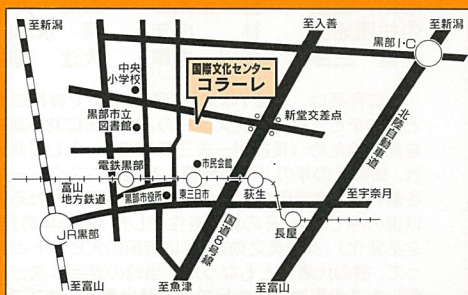 至新潟
至入善
至新潟
黒部I・C
中央
小学校
国際文化センター
コラーレ
黒部市立
図書館
新堂交差点
北陸自動車道
電鉄黒部
市民会館
富山
地方鉄道
黒部市役所
東三日市
荻生
至宇奈月
長屋
JR黒部
国道8号線
至富山
至魚津
至富山